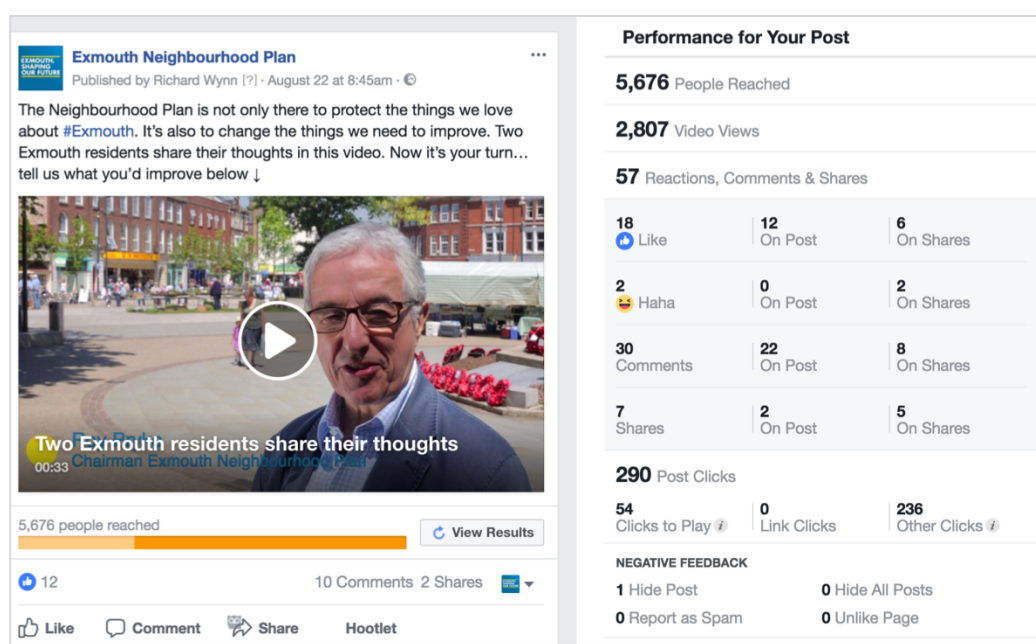 EXMOUTH.
SHAPING
OUR FUTURE
Exmouth Neighbourhood Plan
Published by Richard Wynn [?] · August 22 at 8:45am ·
The Neighbourhood Plan is not only there to protect the things we love
about #Exmouth. It's also to change the things we need to improve. Two
Exmouth residents share their thoughts in this video. Now it's your turn...
tell us what you'd improve below ↓
Two Exmouth residents share their thoughts
00:33
Chairman Exmouth Neighbourhood Plan
5,676 people reached
View Results
12
10 Comments 2 Shares
Like Comment Share Hootlet
Performance for Your Post
5,676 People Reached
2,807 Video Views
57 Reactions, Comments & Shares
18 12 6
Like On Post On Shares
2 0 2
Haha On Post On Shares
30 22 8
Comments On Post On Shares
7 2 5
Shares On Post On Shares
290 Post Clicks
54 0 236
Clicks to Play i Link Clicks Other Clicks i
NEGATIVE FEEDBACK
1 Hide Post 0 Hide All Posts
0 Report as Spam 0 Unlike Page